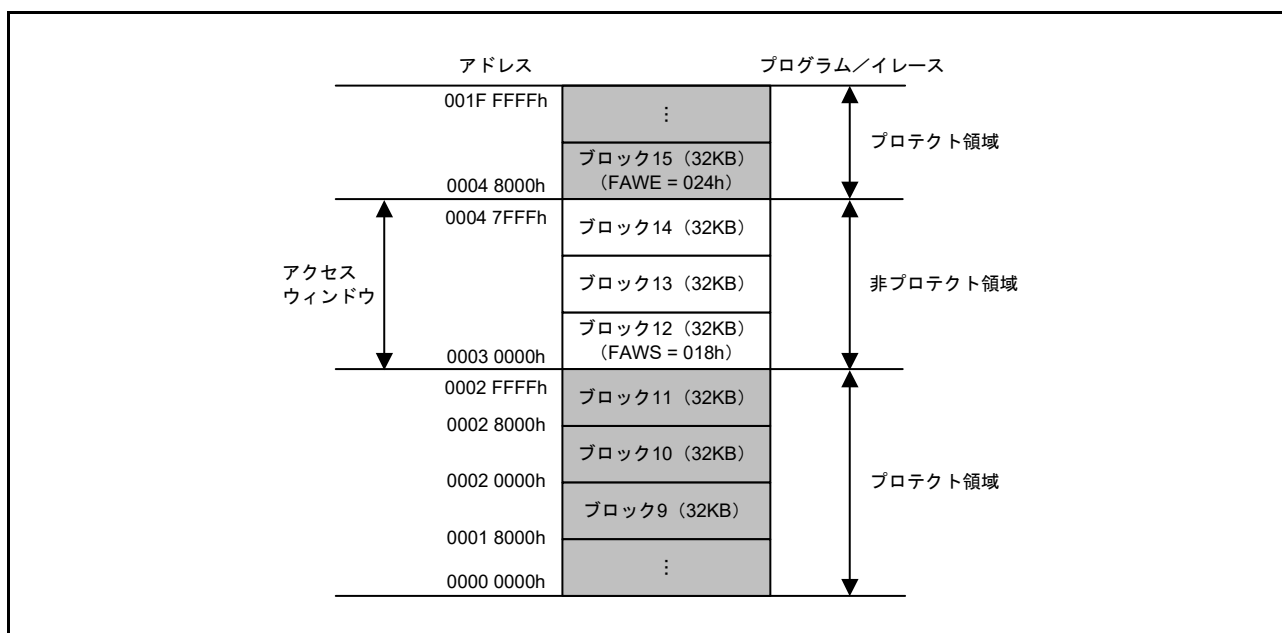 アドレス
プログラム／イレース
001F FFFFh
⋮
プロテクト領域
ブロック15（32KB）
（FAWE = 024h）
0004 8000h
0004 7FFFh
ブロック14（32KB）
アクセス
ウィンドウ
ブロック13（32KB）
非プロテクト領域
ブロック12（32KB）
（FAWS = 018h）
0003 0000h
0002 FFFFh
ブロック11（32KB）
0002 8000h
ブロック10（32KB）
0002 0000h
プロテクト領域
ブロック9（32KB）
0001 8000h
⋮
0000 0000h